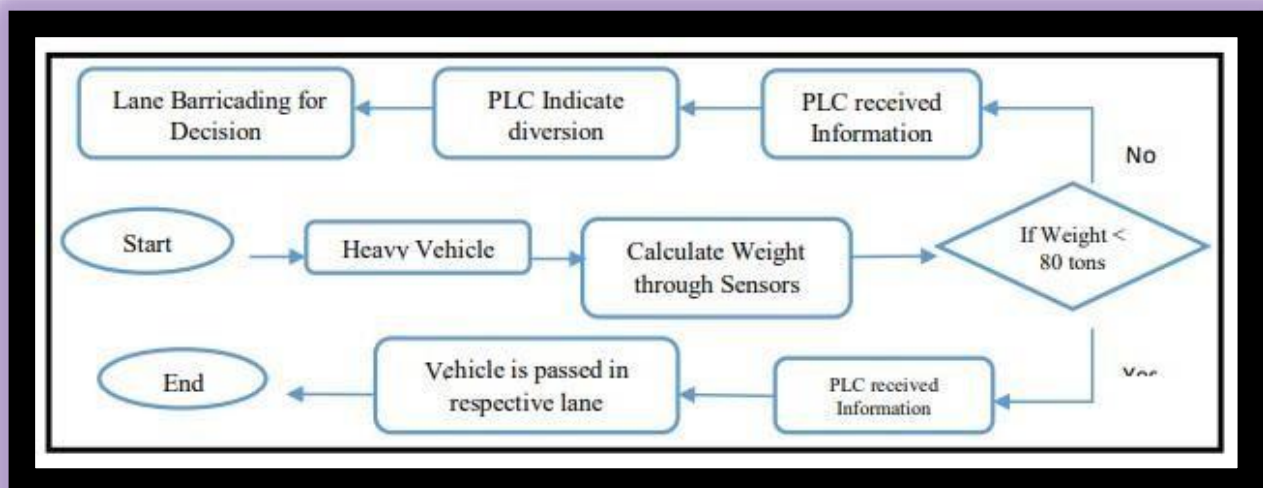 Lane Barricading for
Decision
PLC Indicate
diversion
PLC received
Information
No
Start
Heavy Vehicle
Calculate Weight
through Sensors
If Weight <
80 tons
End
Vehicle is passed in
respective lane
PLC received
Information
Yes